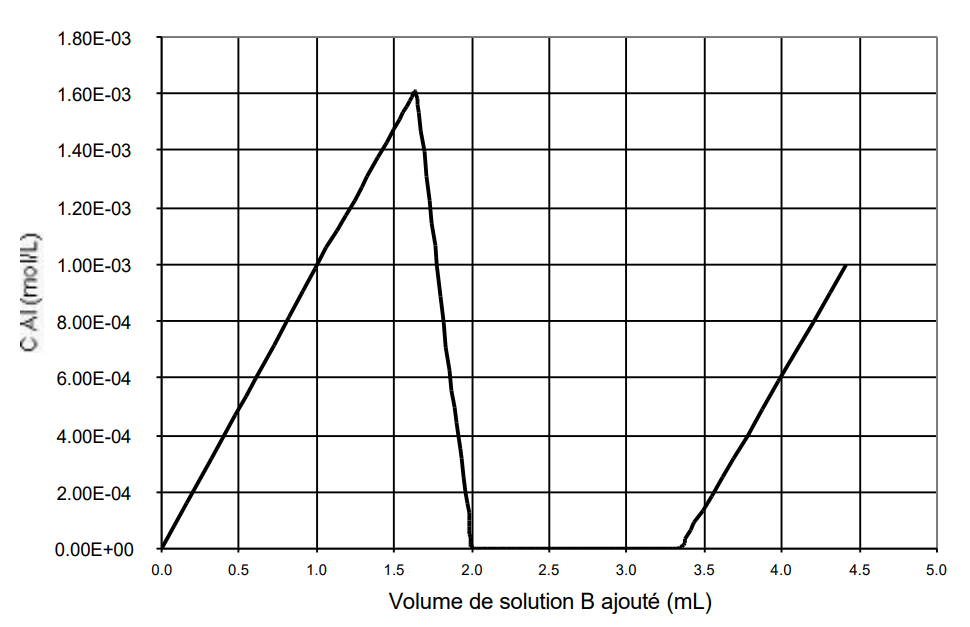 1.80E-03
1.60E-03
1.40E-03
1.20E-03
1.00E-03
8.00E-04
6.00E-04
4.00E-04
2.00E-04
0.00E+00
C Al (mol/L)
0.0 0.5 1.0 1.5 2.0 2.5 3.0 3.5 4.0 4.5 5.0
Volume de solution B ajouté (mL)